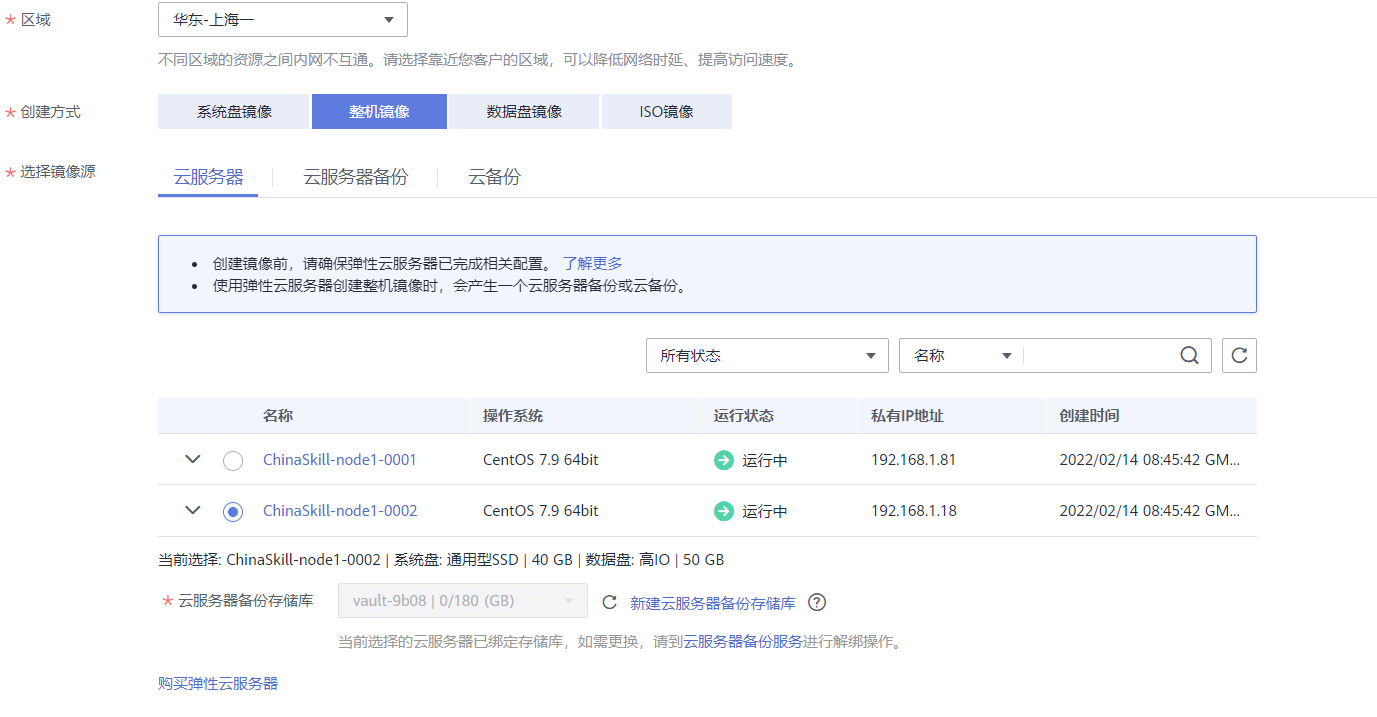 * 区域 华东-上海一
不同区域的资源之间内网不互通。请选择靠近您客户的区域，可以降低网络时延、提高访问速度。
* 创建方式 系统盘镜像 整机镜像 数据盘镜像 ISO镜像
* 选择镜像源 云服务器 云服务器备份 云备份
• 创建镜像前，请确保弹性云服务器已完成相关配置。 了解更多
• 使用弹性云服务器创建整机镜像时，会产生一个云服务器备份或云备份。
所有状态 名称
名称 操作系统 运行状态 私有IP地址 创建时间
ChinaSkill-node1-0001 CentOS 7.9 64bit 运行中 192.168.1.81 2022/02/14 08:45:42 GM...
ChinaSkill-node1-0002 CentOS 7.9 64bit 运行中 192.168.1.18 2022/02/14 08:45:42 GM...
当前选择: ChinaSkill-node1-0002 | 系统盘: 通用型SSD | 40 GB | 数据盘: 高IO | 50 GB
* 云服务器备份存储库 vault-9b08 | 0/180 (GB) 新建云服务器备份存储库 ?
当前选择的云服务器已绑定存储库，如需更换，请到云服务器备份服务进行解绑操作。
购买弹性云服务器